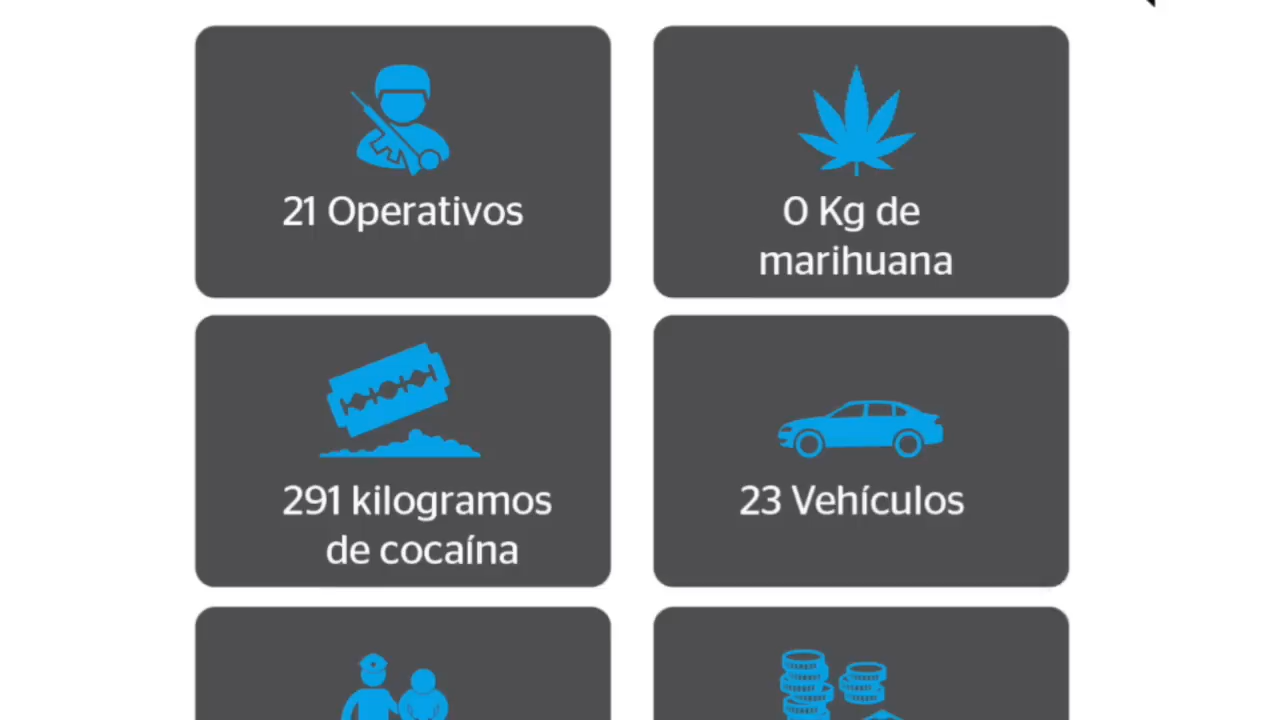 21 Operativos
0 Kg de
marihuana
291 kilogramos
de cocaína
23 Vehículos